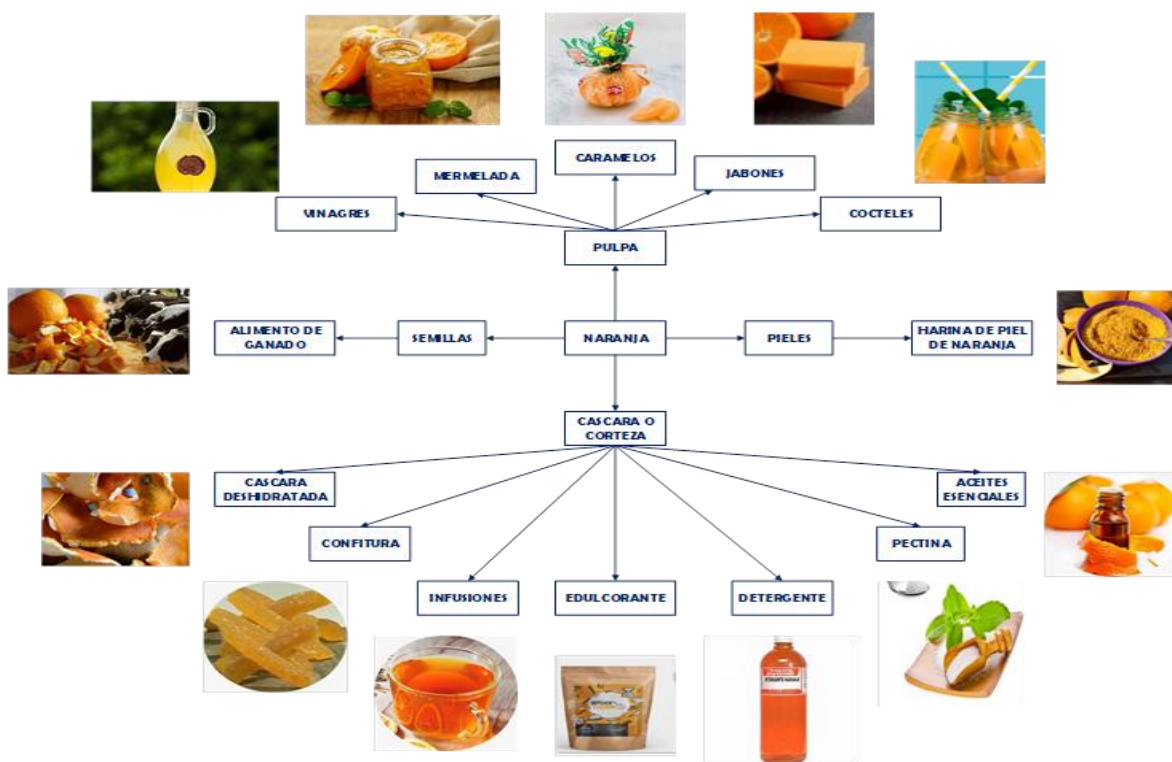 CARAMELOS
MERMELADA
JABONES
VINAGRES
COCTELES
PULPA
ALIMENTO DE
GANADO
SEMILLAS
NARANJA
PIELES
HARINA DE PIEL
DE NARANJA
CASCARA O
CORTEZA
CASCARA
DESHIDRATADA
ACEITES
ESENCIALES
CONFITURA
PECTINA
INFUSIONES
EDULCORANTE
DETERGENTE